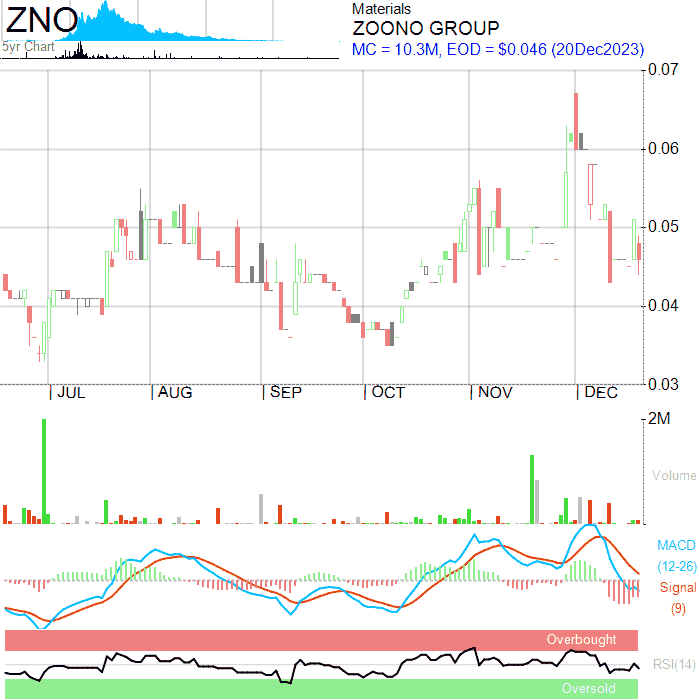 ZNO
5yr Chart
Materials
ZOONO GROUP
MC = 10.3M, EOD = $0.046 (20Dec2023)
0.07
0.06
0.05
0.04
0.03
JUL
AUG
SEP
OCT
NOV
DEC
2M
Volume
MACD
(12-26)
Signal
(9)
Overbought
RSI(14)
Oversold